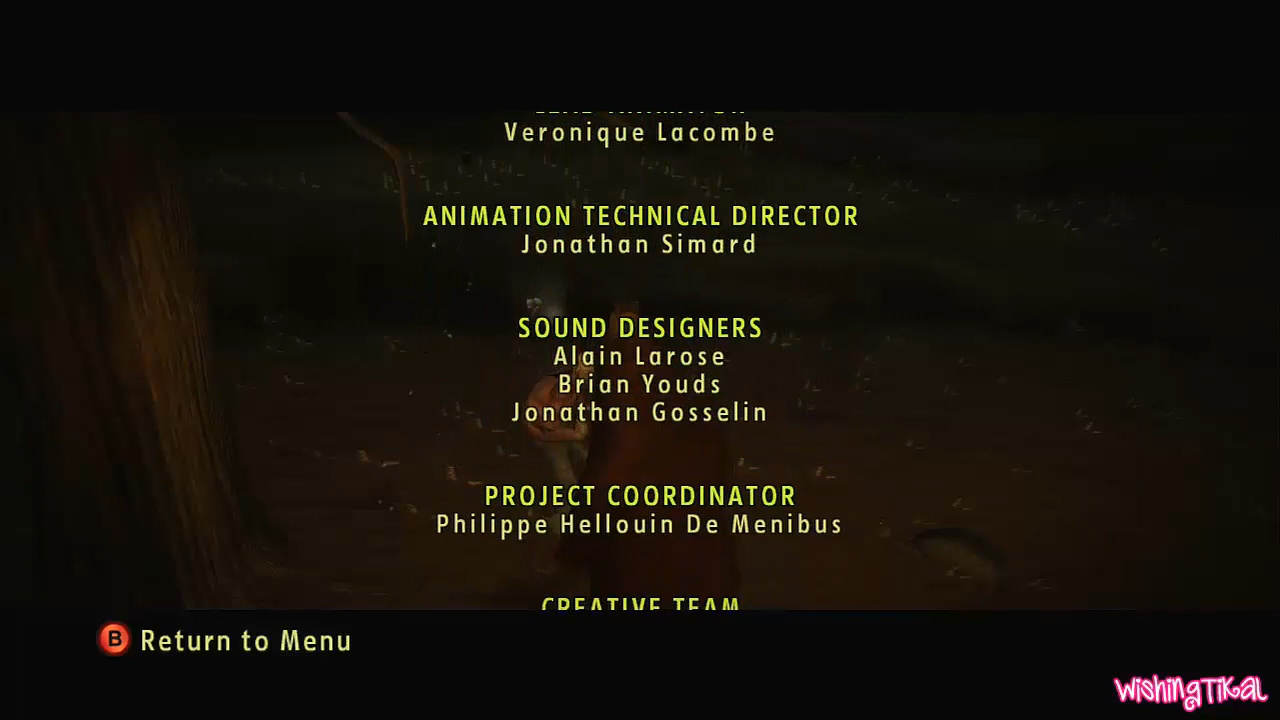 Veronique Lacombe
ANIMATION TECHNICAL DIRECTOR
Jonathan Simard
SOUND DESIGNERS
Alain Larose
Brian Youds
Jonathan Gosselin
PROJECT COORDINATOR
Philippe Hellouin De Menibus
CREATIVE TEAM
B Return to Menu
WishingTikal